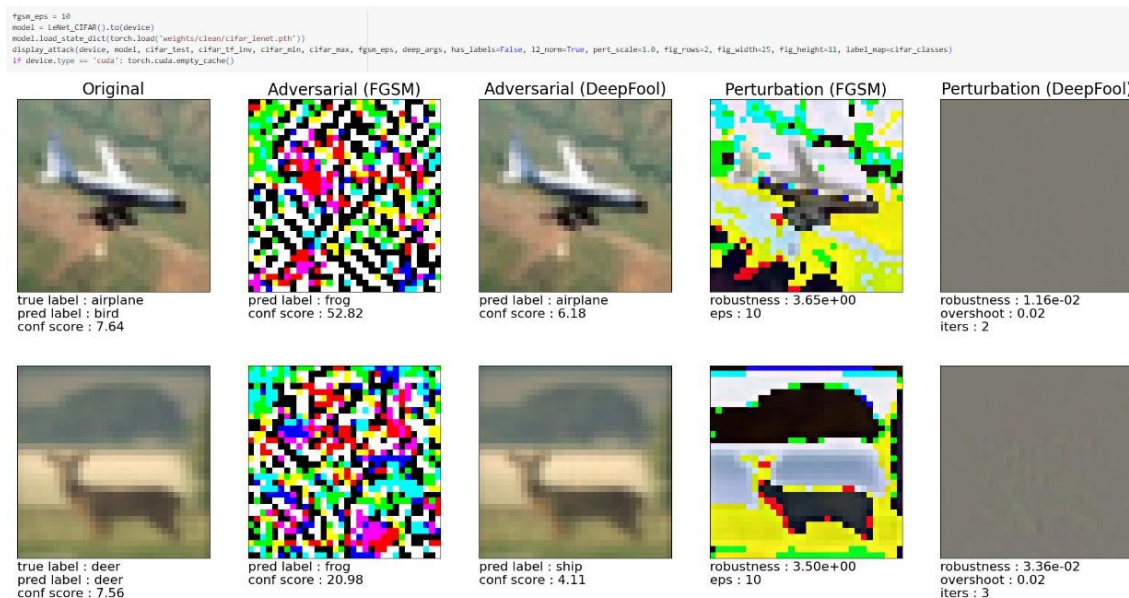 fgsm_eps = 10
model = LeNet_CIFAR().to(device)
model.load_state_dict(torch.load('weights/clean/cifar_lenet.pth'))
display_attack(device, model, cifar_test, cifar_tf_inv, cifar_min, cifar_max, fgsm_eps, deep_args, has_labels=False, l2_norm=True, pert_scale=1.0, fig_rows=2, fig_width=25, fig_height=11, label_map=cifar_classes)
if device.type == 'cuda': torch.cuda.empty_cache()
Original Adversarial (FGSM) Adversarial (DeepFool) Perturbation (FGSM) Perturbation (DeepFool)
true label : airplane pred label : frog pred label : airplane robustness : 3.65e+00 robustness : 1.16e-02
pred label : bird conf score : 52.82 conf score : 6.18 eps : 10 overshoot : 0.02
conf score : 7.64 iters : 2
true label : deer pred label : frog pred label : ship robustness : 3.50e+00 robustness : 3.36e-02
pred label : deer conf score : 20.98 conf score : 4.11 eps : 10 overshoot : 0.02
conf score : 7.56 iters : 3